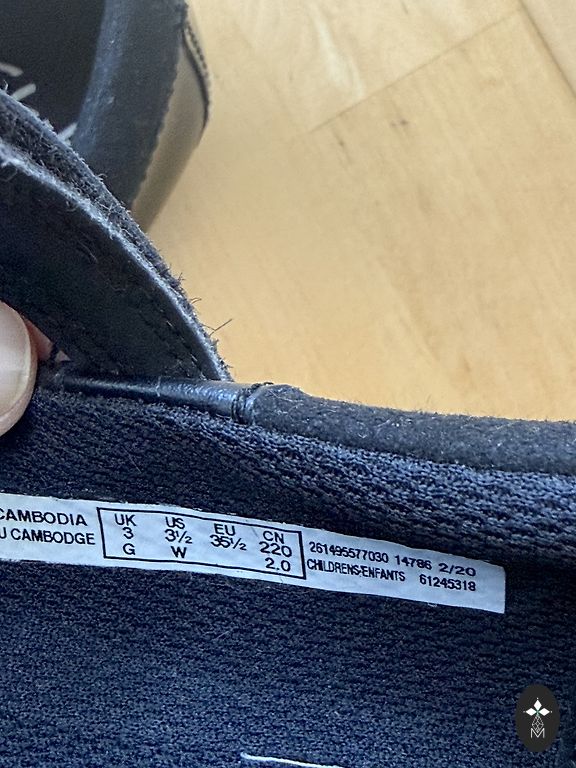 CAMBODIA
U CAMBODGE
UK US EU CN
3 3½ 35½ 220
G W 2.0
261495577030 14786 2/20
CHILDRENS/ENFANTS 61245318
M